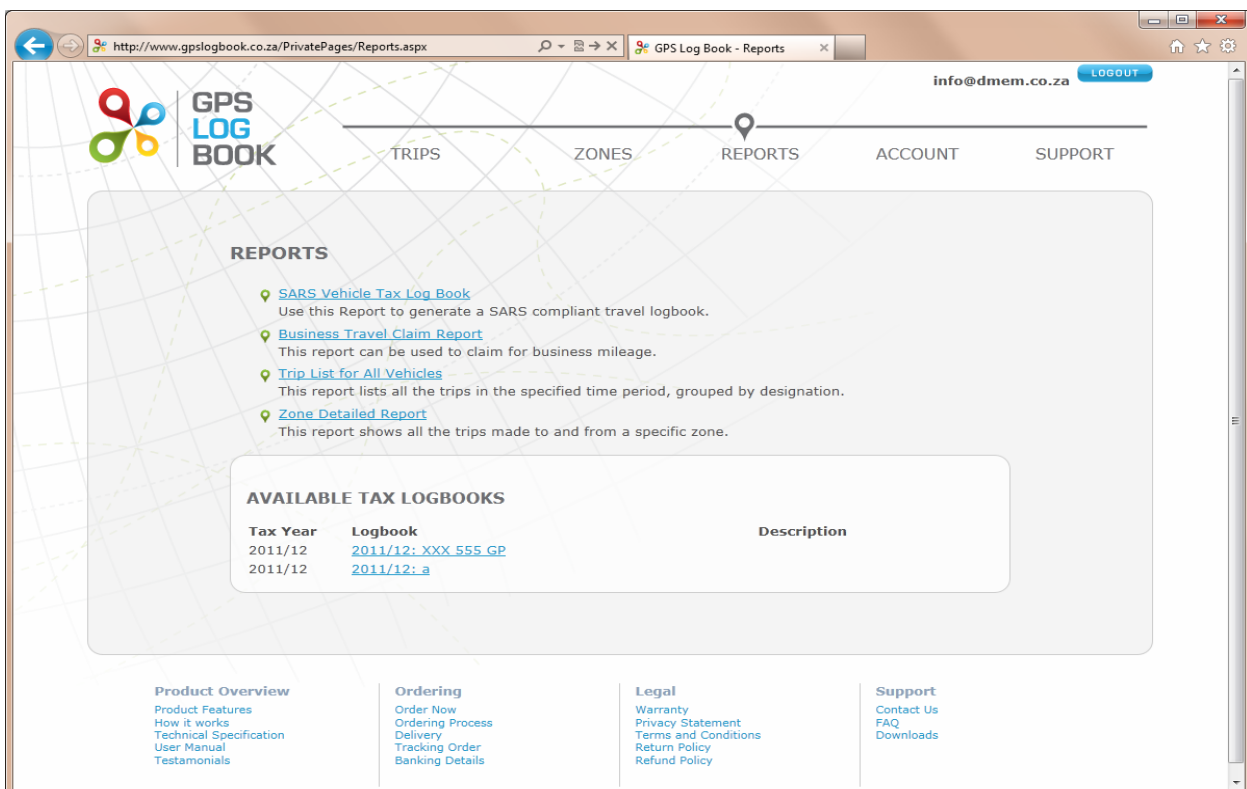 http://www.gpslogbook.co.za/PrivatePages/Reports.aspx
GPS Log Book - Reports
info@dmem.co.za
LOGOUT
GPS
LOG
BOOK
TRIPS ZONES REPORTS ACCOUNT SUPPORT
REPORTS
SARS Vehicle Tax Log Book
Use this Report to generate a SARS compliant travel logbook.
Business Travel Claim Report
This report can be used to claim for business mileage.
Trip List for All Vehicles
This report lists all the trips in the specified time period, grouped by designation.
Zone Detailed Report
This report shows all the trips made to and from a specific zone.
AVAILABLE TAX LOGBOOKS
Tax Year Logbook Description
2011/12 2011/12: XXX 555 GP
2011/12 2011/12: a
Product Overview
Product Features
How it works
Technical Specification
User Manual
Testamonials
Ordering
Order Now
Ordering Process
Delivery
Tracking Order
Banking Details
Legal
Warranty
Privacy Statement
Terms and Conditions
Return Policy
Refund Policy
Support
Contact Us
FAQ
Downloads